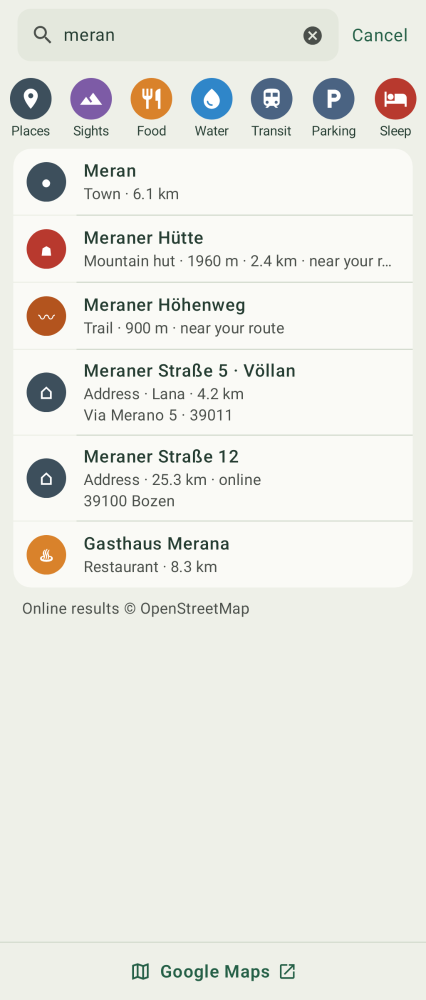 meran
Cancel
Places
Sights
Food
Water
Transit
P
Parking
Sleep
Meran
Town · 6.1 km
Meraner Hütte
Mountain hut · 1960 m · 2.4 km · near your r…
Meraner Höhenweg
Trail · 900 m · near your route
Meraner Straße 5 · Völlan
Address · Lana · 4.2 km
Via Merano 5 · 39011
Meraner Straße 12
Address · 25.3 km · online
39100 Bozen
Gasthaus Merana
Restaurant · 8.3 km
Online results © OpenStreetMap
Google Maps